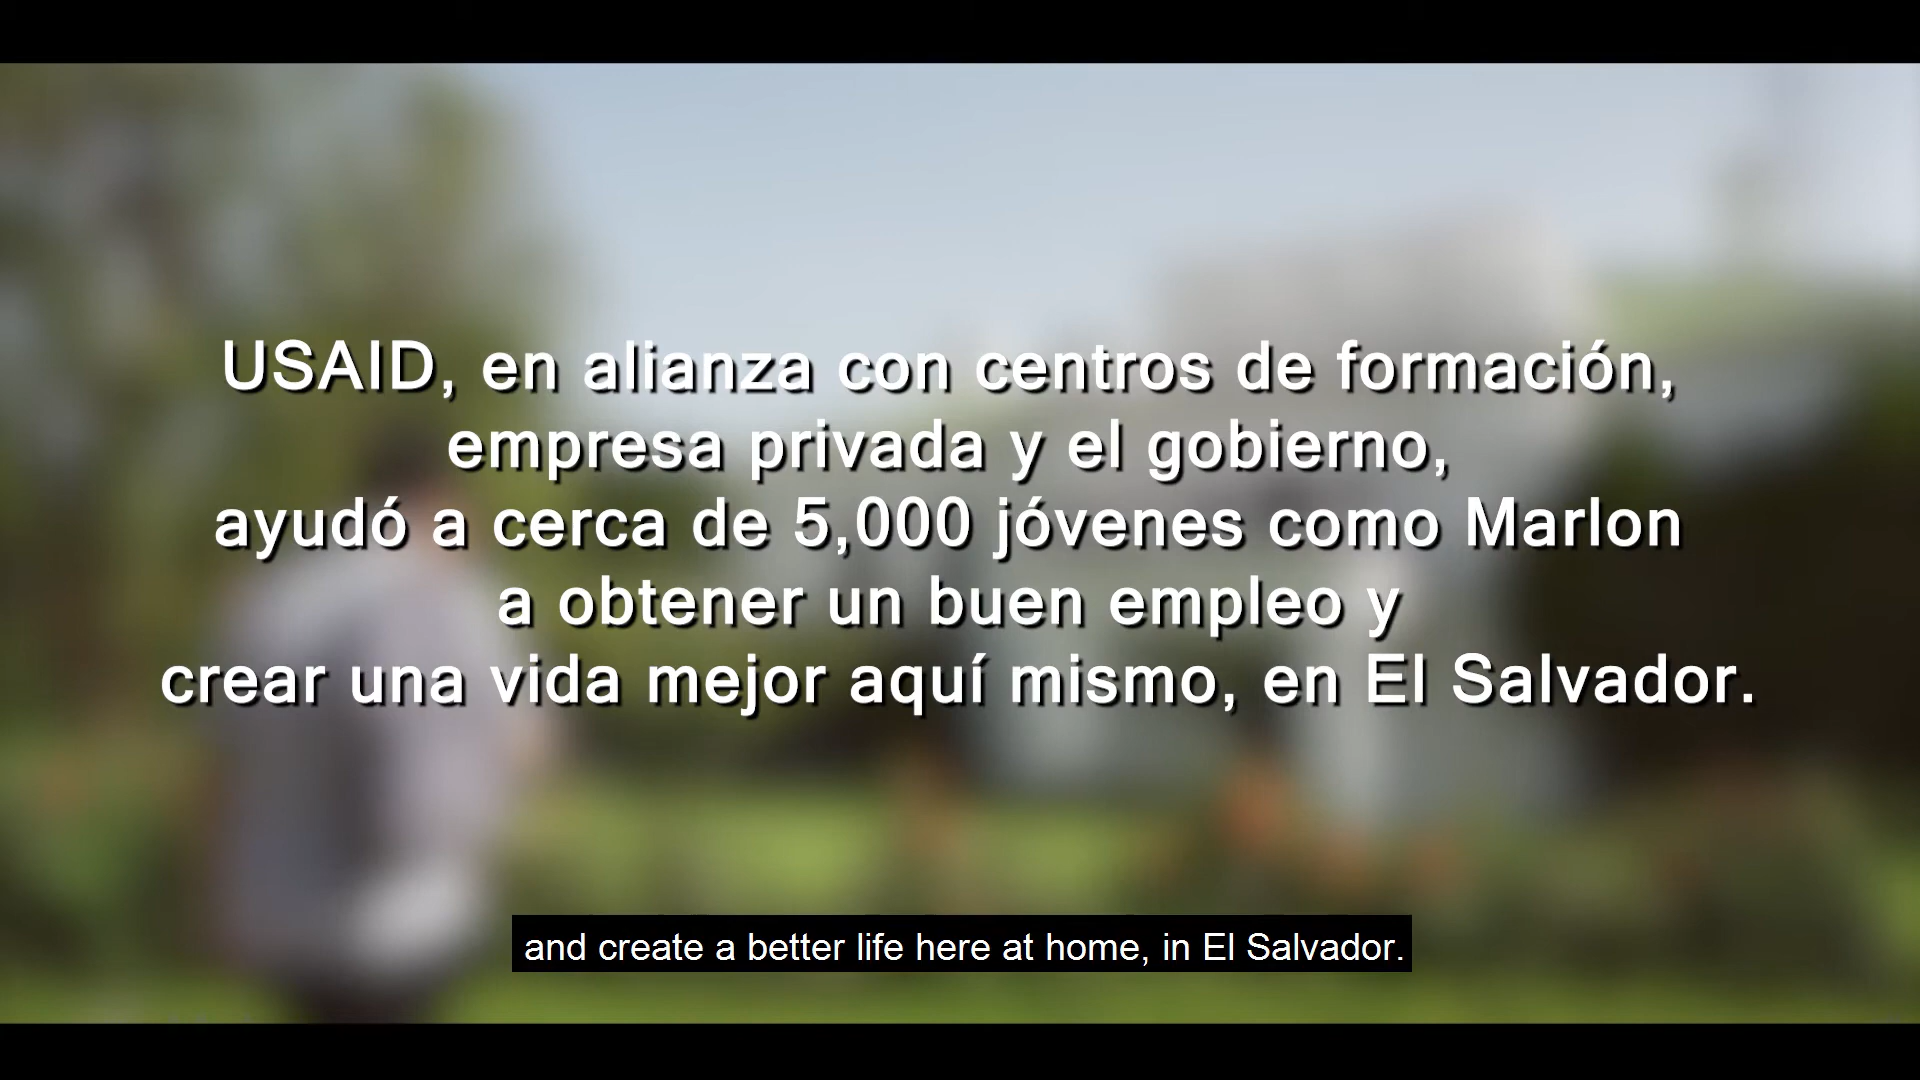 USAID, en alianza con centros de formación,
empresa privada y el gobierno,
ayudó a cerca de 5,000 jóvenes como Marlon
a obtener un buen empleo y
crear una vida mejor aquí mismo, en El Salvador.
and create a better life here at home, in El Salvador.